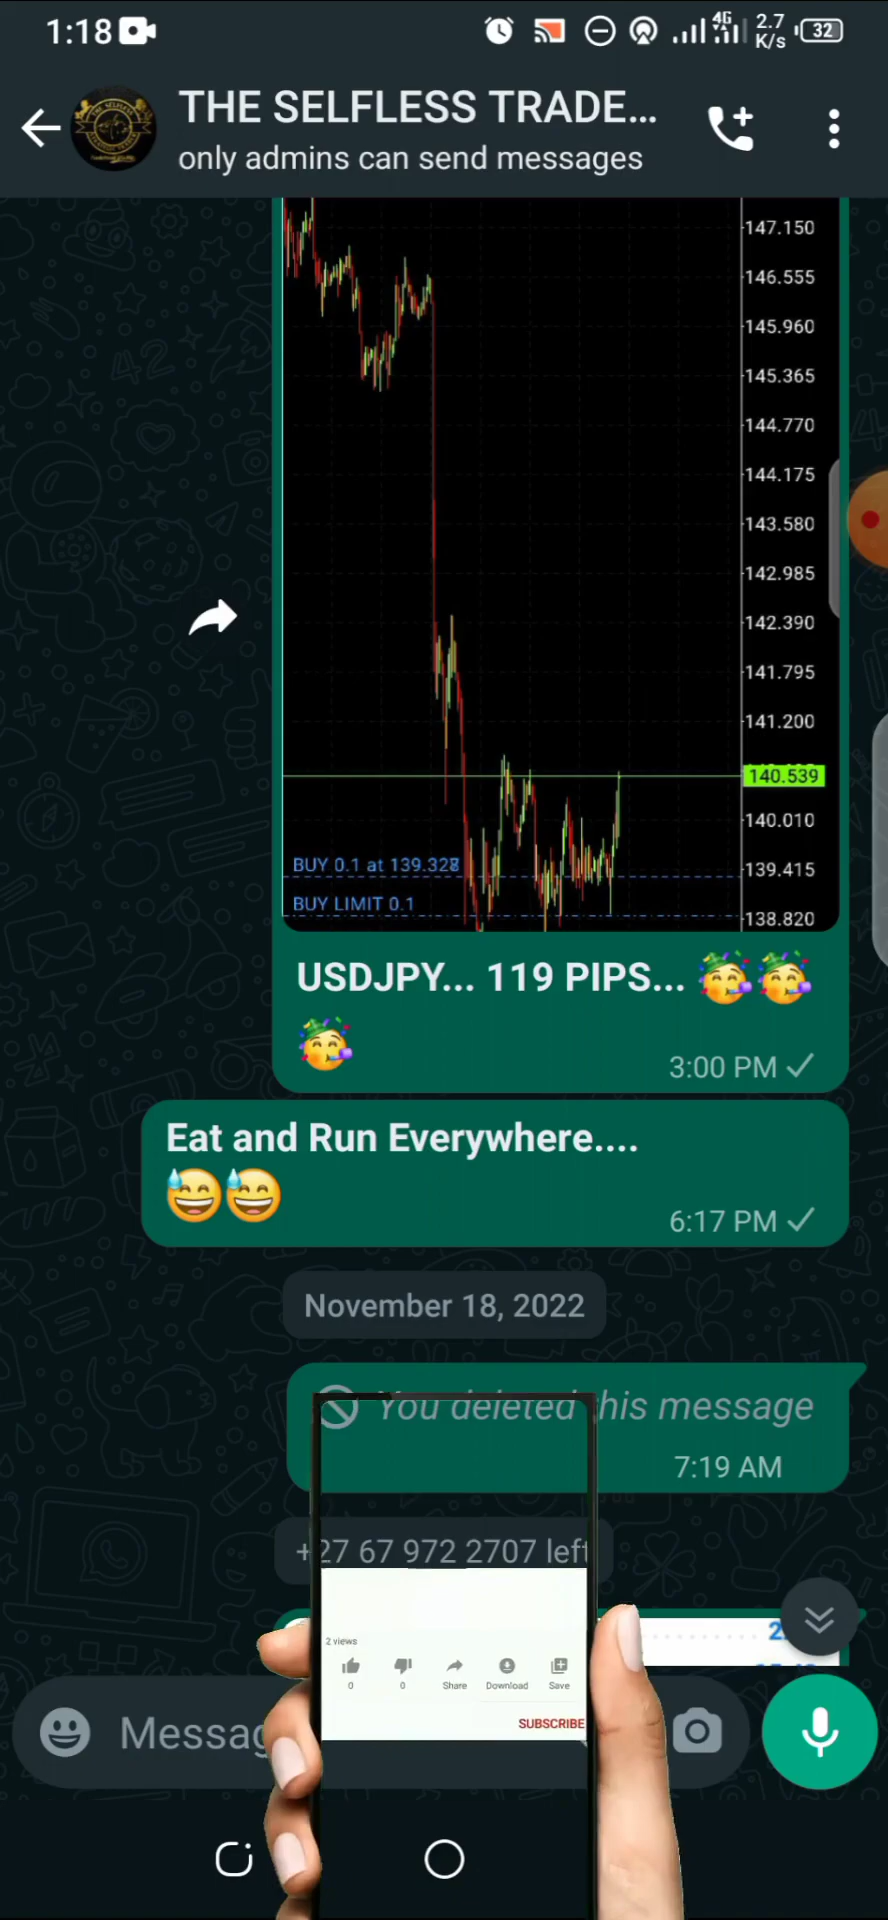 1:18
4G
2.7
K/s
32
THE SELFLESS TRADE...
only admins can send messages
147.150
146.555
145.960
145.365
144.770
144.175
143.580
142.985
142.390
141.795
141.200
140.539
140.010
BUY 0.1 at 139.328
139.415
BUY LIMIT 0.1
138.820
USDJPY... 119 PIPS... 🥳🥳
🥳
3:00 PM
Eat and Run Everywhere....
😅😅
6:17 PM
November 18, 2022
You deleted this message
7:19 AM
+27 67 972 2707 left
2 views
0
0
Share
Download
Save
SUBSCRIBE